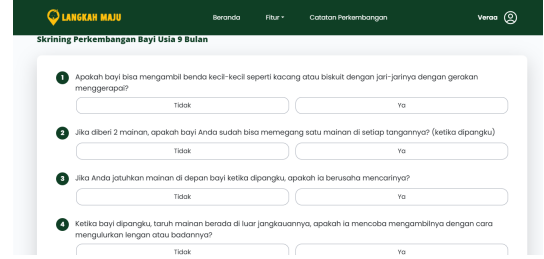 LANGKAH MAJU
Beranda
Fitur
Catatan Perkembangan
Veraa
Skrining Perkembangan Bayi Usia 9 Bulan
1 Apakah bayi bisa mengambil benda kecil-kecil seperti kacang atau biskuit dengan jari-jarinya dengan gerakan
menggerapai?
Tidak
Ya
2 Jika diberi 2 mainan, apakah bayi Anda sudah bisa memegang satu mainan di setiap tangannya? (ketika dipangku)
Tidak
Ya
3 Jika Anda jatuhkan mainan di depan bayi ketika dipangku, apakah ia berusaha mencarinya?
Tidak
Ya
4 Ketika bayi dipangku, taruh mainan berada di luar jangkauannya, apakah ia mencoba mengambilnya dengan cara
mengulurkan lengan atau badannya?
Tidak
Ya